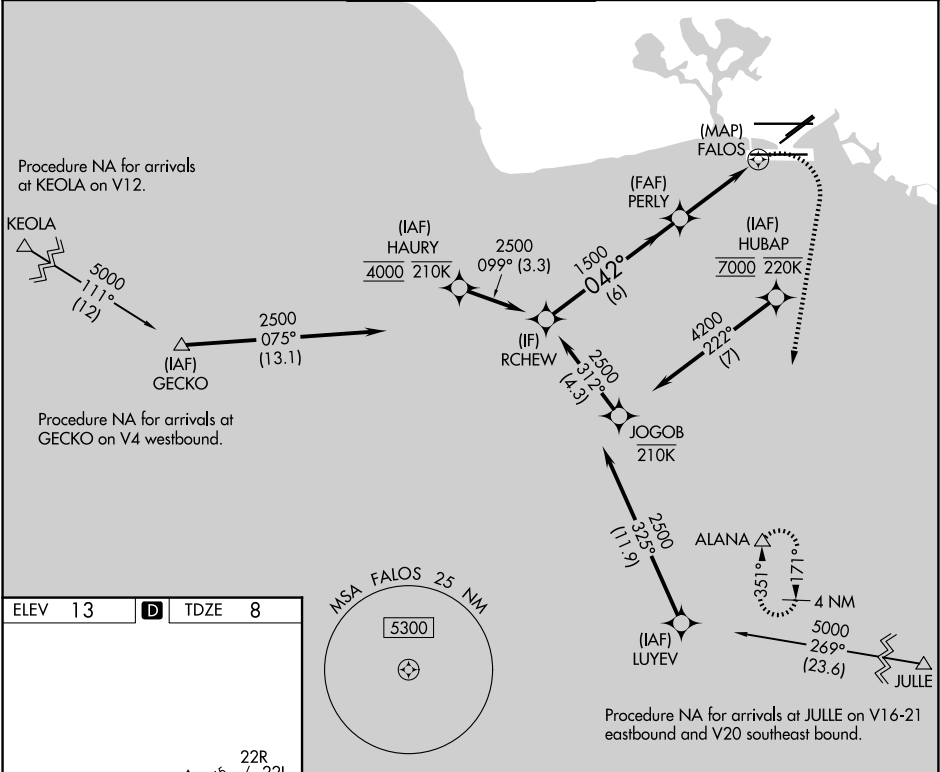 (MAP)
FALOS
Procedure NA for arrivals
at KEOLA on V12.
(FAF)
PERLY
KEOLA
(IAF)
HAURY
4000 210K
2500
099° (3.3)
(IAF)
HUBAP
7000 220K
5000
111°
(12)
1500
042°
(6)
2500
075°
(13.1)
4200
222°
(7)
(IAF)
GECKO
(IF)
RCHEW
2500
312°
(4.3)
Procedure NA for arrivals at
GECKO on V4 westbound.
JOGOB
210K
2500
325°
(11.9)
ALANA
351°
171°
4 NM
MSA FALOS 25 NM
5300
ELEV 13 D TDZE 8
(IAF)
LUYEV
5000
269°
(23.6)
JULLE
Procedure NA for arrivals at JULLE on V16-21
eastbound and V20 southeast bound.
22R